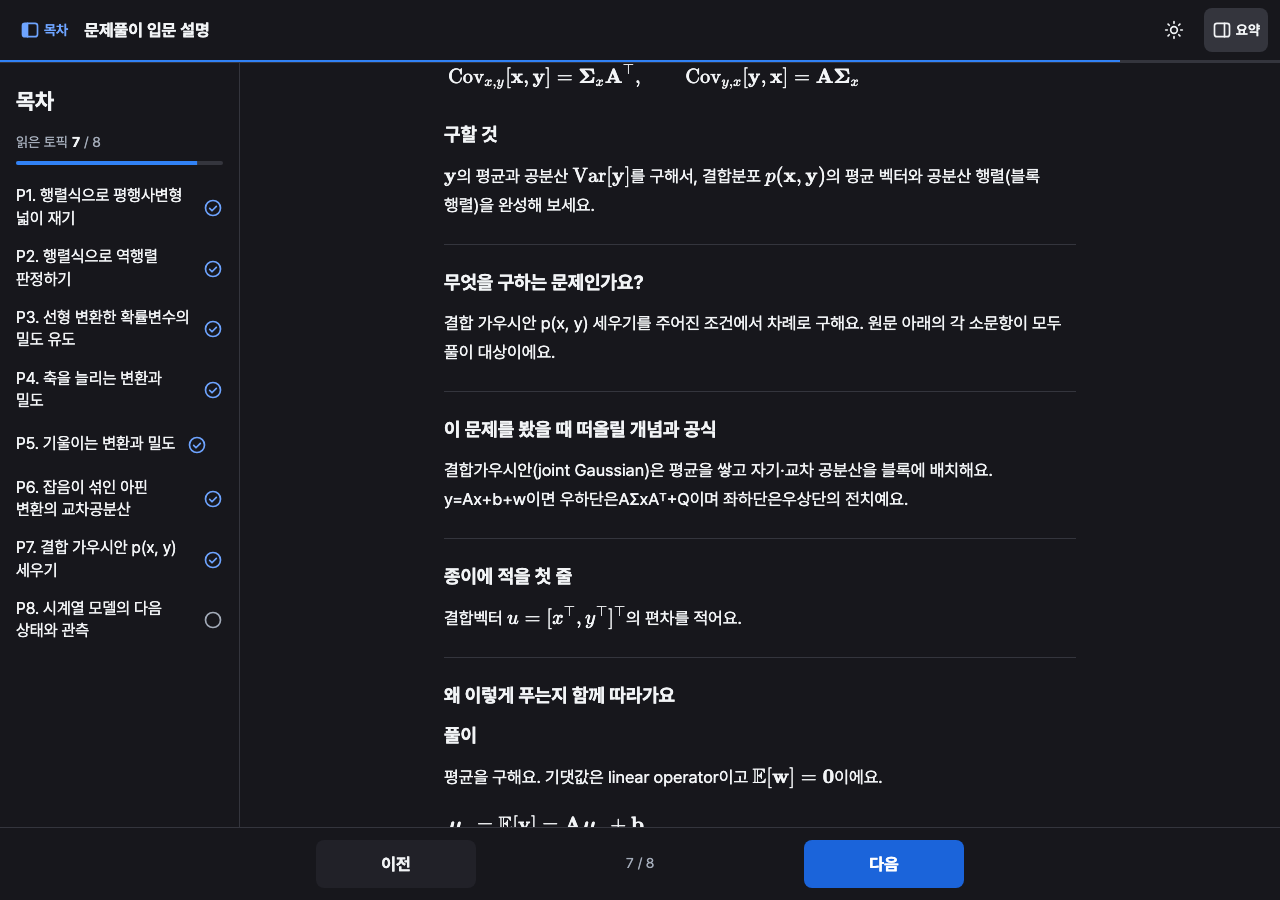 목차
문제풀이 입문 설명
요약
목차
읽은 토픽 7 / 8
P1. 행렬식으로 평행사변형
넓이 재기
P2. 행렬식으로 역행렬
판정하기
P3. 선형 변환한 확률변수의
밀도 유도
P4. 축을 늘리는 변환과
밀도
P5. 기울이는 변환과 밀도
P6. 잡음이 섞인 아핀
변환의 교차공분산
P7. 결합 가우시안 p(x, y)
세우기
P8. 시계열 모델의 다음
상태와 관측
Cov_{x,y}[x, y] = Σ_x A^⊤, Cov_{y,x}[y, x] = AΣ_x
구할 것
y의 평균과 공분산 Var[y]를 구해서, 결합분포 p(x, y)의 평균 벡터와 공분산 행렬(블록
행렬)을 완성해 보세요.
무엇을 구하는 문제인가요?
결합 가우시안 p(x, y) 세우기를 주어진 조건에서 차례로 구해요. 원문 아래의 각 소문항이 모두
풀이 대상이에요.
이 문제를 봤을 때 떠올릴 개념과 공식
결합가우시안(joint Gaussian)은 평균을 쌓고 자기·교차 공분산을 블록에 배치해요.
y=Ax+b+w이면 우하단은AΣxAᵀ+Q이며 좌하단은우상단의 전치예요.
종이에 적을 첫 줄
결합벡터 u = [x^⊤, y^⊤]^⊤의 편차를 적어요.
왜 이렇게 푸는지 함께 따라가요
풀이
평균을 구해요. 기댓값은 linear operator이고 𝔼[w] = 0이에요.
이전
7 / 8
다음